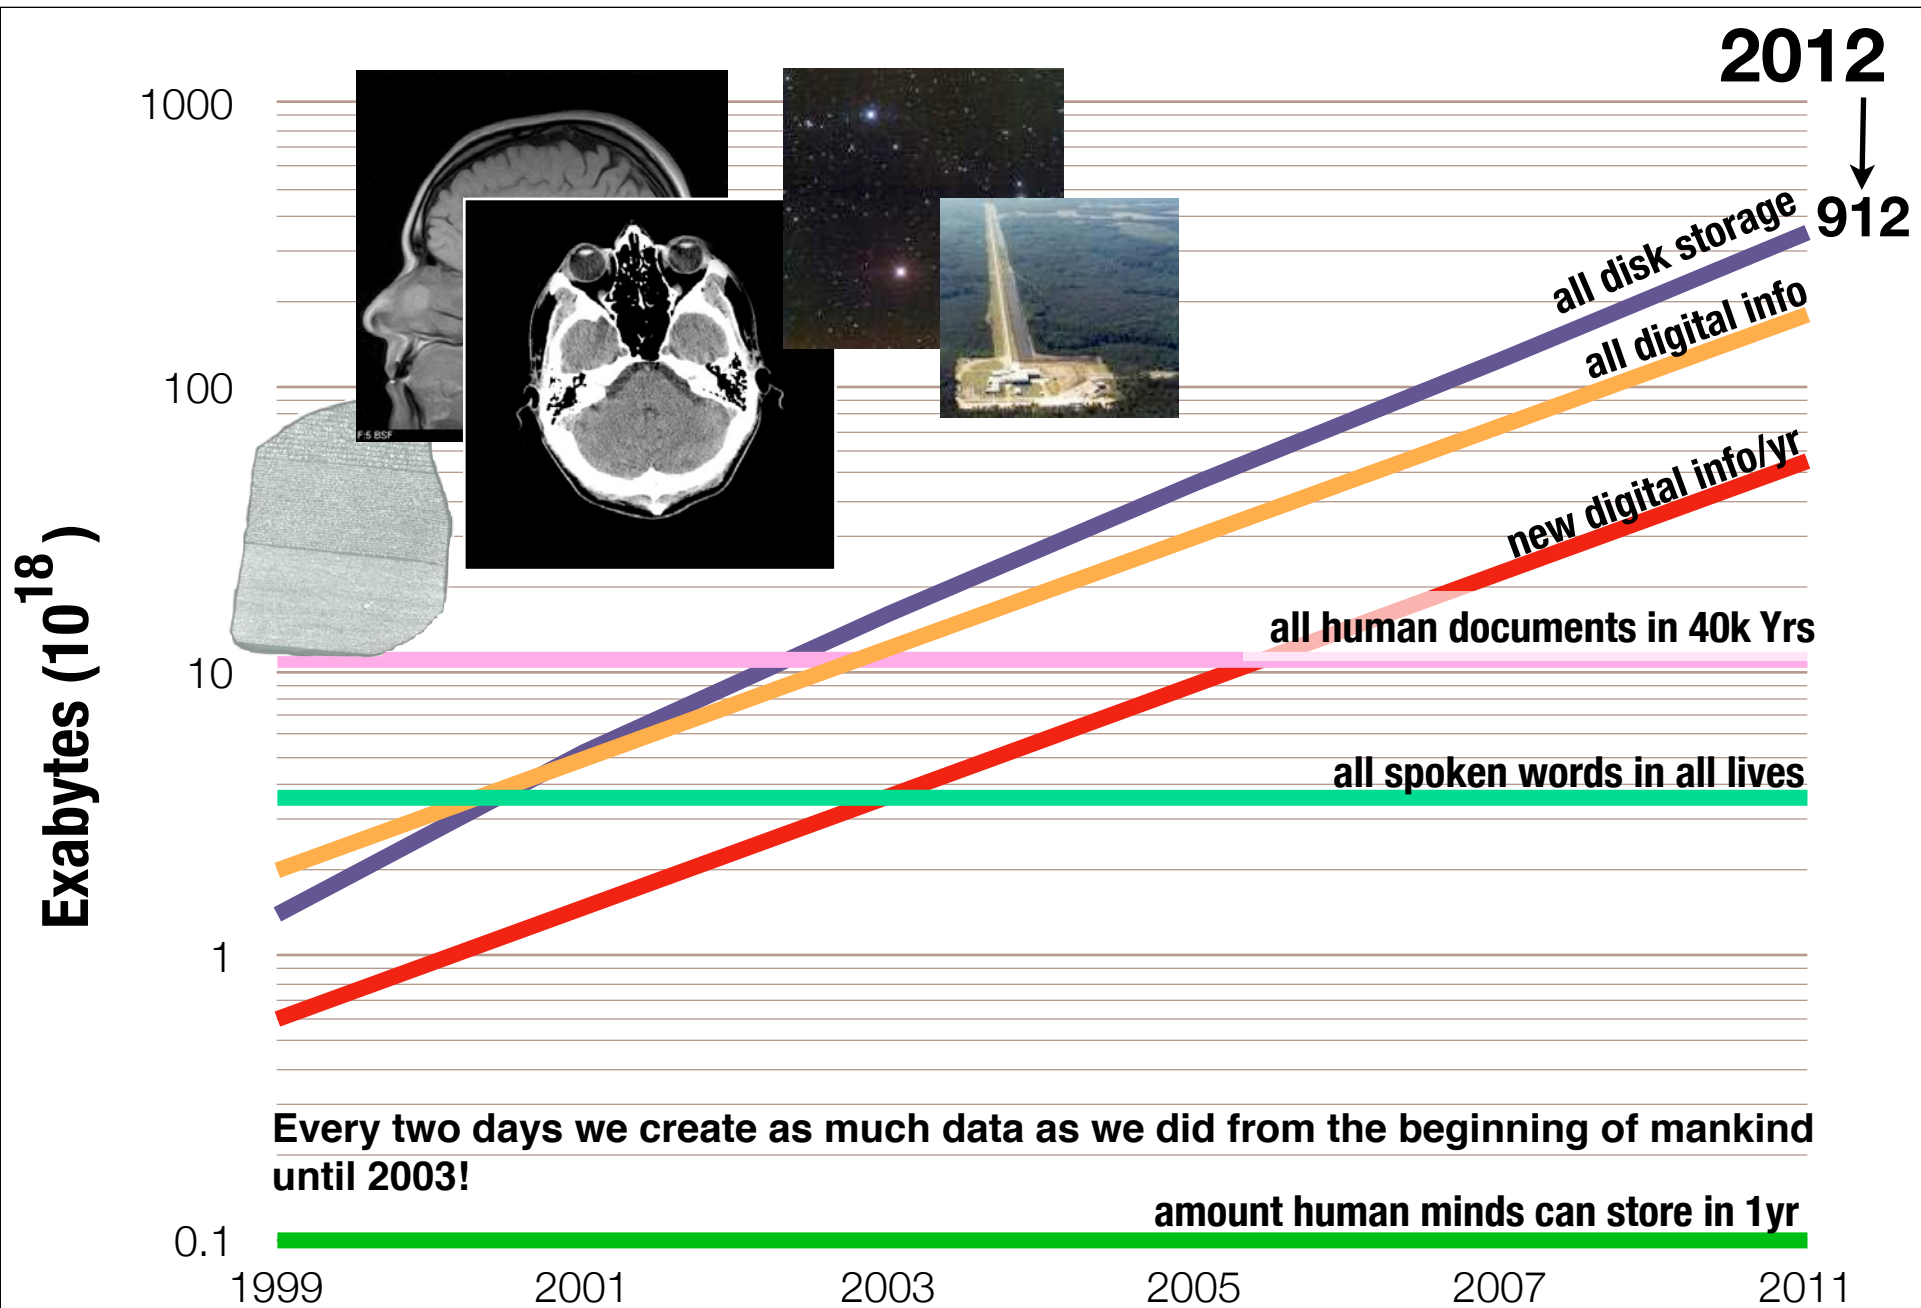 2012
912
1000
100
10
1
0.1
Exabytes (10^18)
F:5 BSF
all disk storage
all digital info
new digital info/yr
all human documents in 40k Yrs
all spoken words in all lives
Every two days we create as much data as we did from the beginning of mankind
until 2003!
amount human minds can store in 1yr
1999 2001 2003 2005 2007 2011